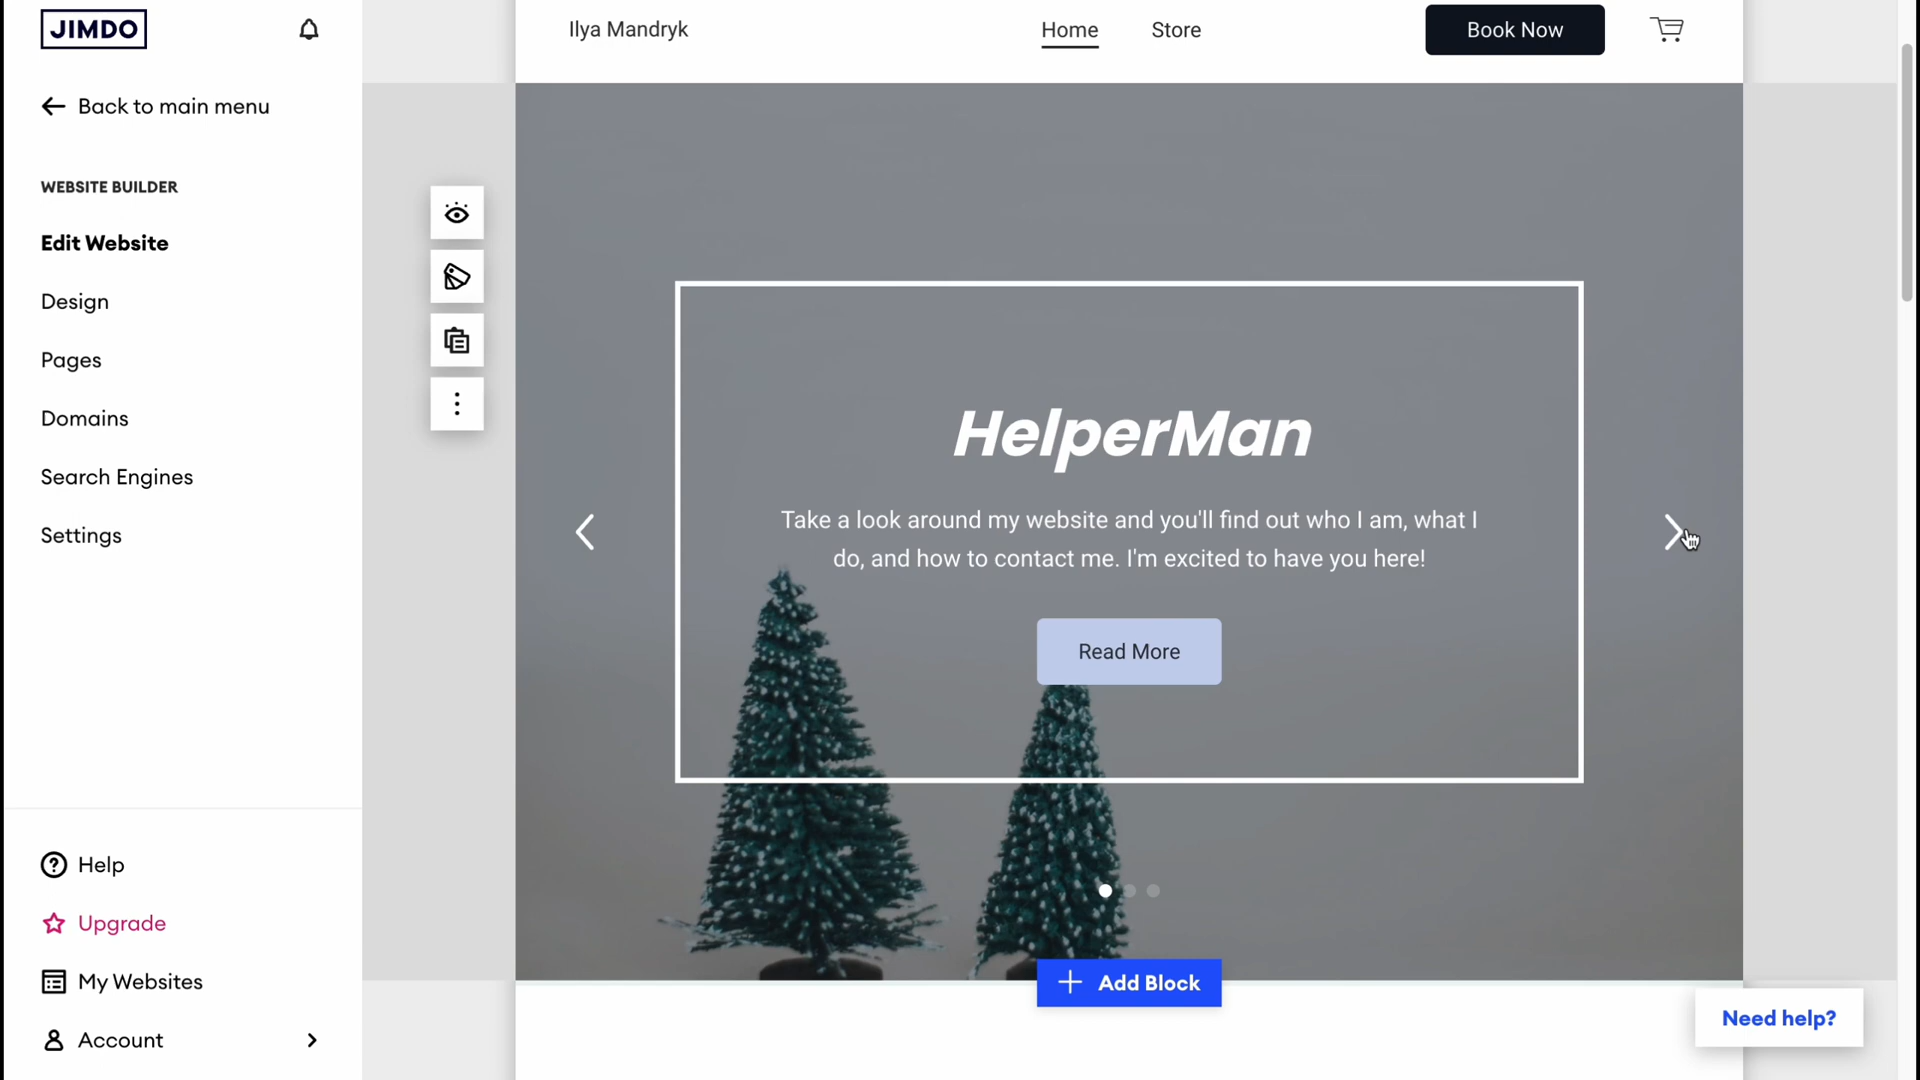 JIMDO
Back to main menu
WEBSITE BUILDER
Edit Website
Design
Pages
Domains
Search Engines
Settings
Help
Upgrade
My Websites
Account
Ilya Mandryk
Home
Store
Book Now
HelperMan
Take a look around my website and you'll find out who I am, what I
do, and how to contact me. I'm excited to have you here!
Read More
Add Block
Need help?